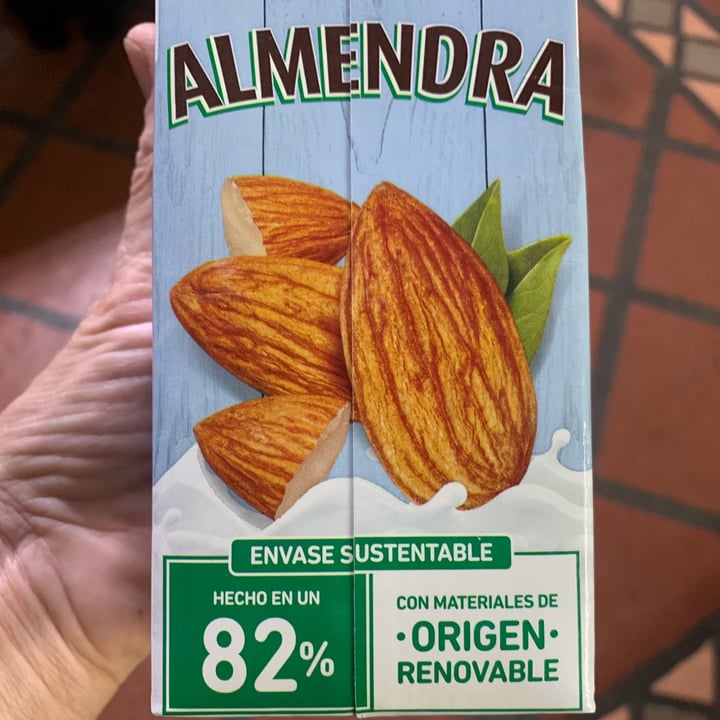 ALMENDRA
ENVASE SUSTENTABLE
HECHO EN UN
82%
CON MATERIALES DE
•ORIGEN•
RENOVABLE